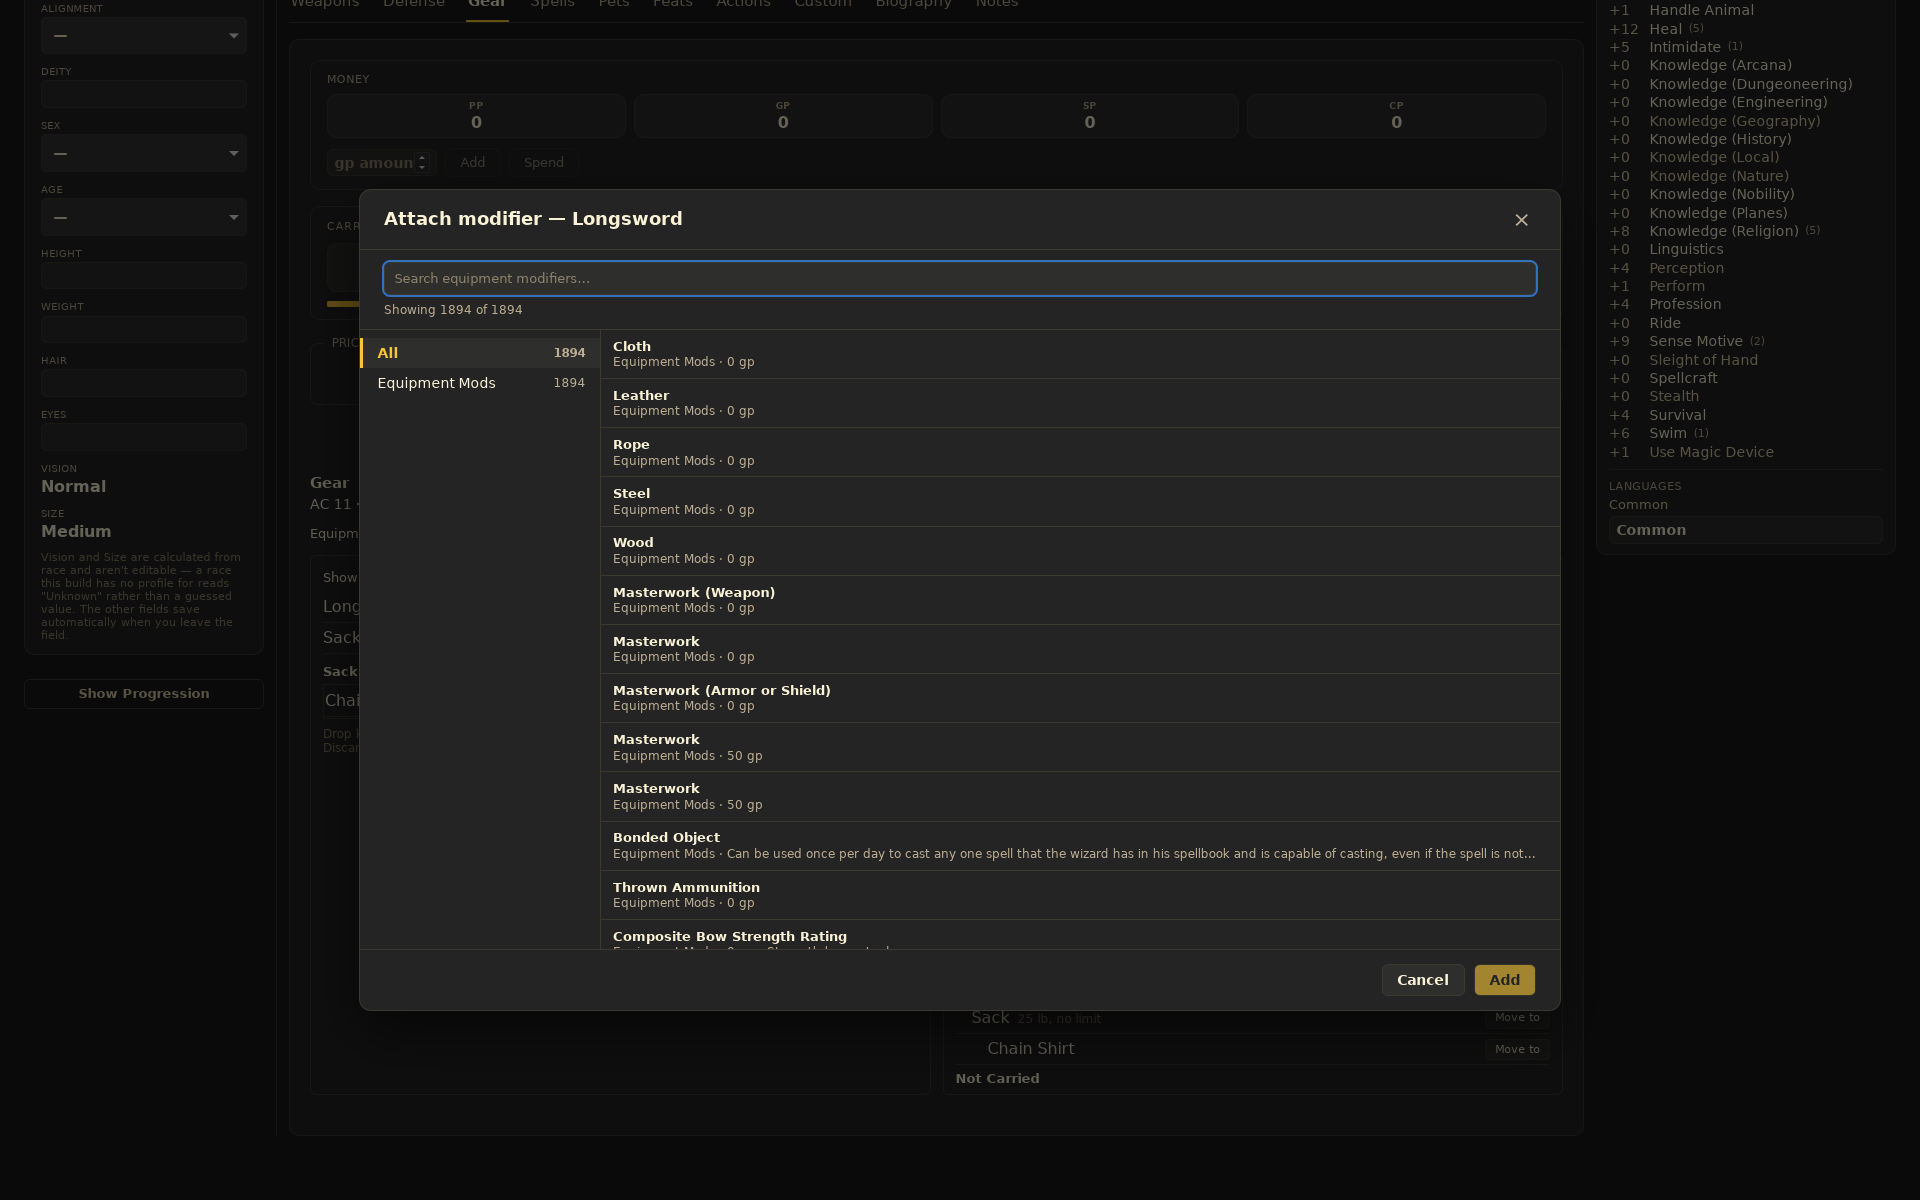 Weapons Defense Gear Spells Pets Feats Actions Custom Biography Notes
ALIGNMENT
—
DEITY
SEX
—
AGE
—
HEIGHT
WEIGHT
HAIR
EYES
VISION
Normal
SIZE
Medium
Vision and Size are calculated from
race and aren't editable — a race
this build has no profile for reads
"Unknown" rather than a guessed
value. The other fields save
automatically when you leave the
field.
Show Progression
MONEY
PP GP SP CP
0 0 0 0
gp amoun Add Spend
Gear
AC 11
Show
Sack
Sack
Attach modifier — Longsword
×
Search equipment modifiers...
Showing 1894 of 1894
All 1894
Equipment Mods 1894
Cloth
Equipment Mods · 0 gp
Leather
Equipment Mods · 0 gp
Rope
Equipment Mods · 0 gp
Steel
Equipment Mods · 0 gp
Wood
Equipment Mods · 0 gp
Masterwork (Weapon)
Equipment Mods · 0 gp
Masterwork
Equipment Mods · 0 gp
Masterwork (Armor or Shield)
Equipment Mods · 0 gp
Masterwork
Equipment Mods · 50 gp
Masterwork
Equipment Mods · 50 gp
Bonded Object
Equipment Mods · Can be used once per day to cast any one spell that the wizard has in his spellbook and is capable of casting, even if the spell is not...
Thrown Ammunition
Equipment Mods · 0 gp
Composite Bow Strength Rating
Cancel Add
Sack 25 lb, no limit Move to
Chain Shirt Move to
Not Carried
+1 Handle Animal
+12 Heal (5)
+5 Intimidate (1)
+0 Knowledge (Arcana)
+0 Knowledge (Dungeoneering)
+0 Knowledge (Engineering)
+0 Knowledge (Geography)
+0 Knowledge (History)
+0 Knowledge (Local)
+0 Knowledge (Nature)
+0 Knowledge (Nobility)
+0 Knowledge (Planes)
+8 Knowledge (Religion) (5)
+0 Linguistics
+4 Perception
+1 Perform
+4 Profession
+0 Ride
+9 Sense Motive (2)
+0 Sleight of Hand
+0 Spellcraft
+0 Stealth
+4 Survival
+6 Swim (1)
+1 Use Magic Device
LANGUAGES
Common
Common